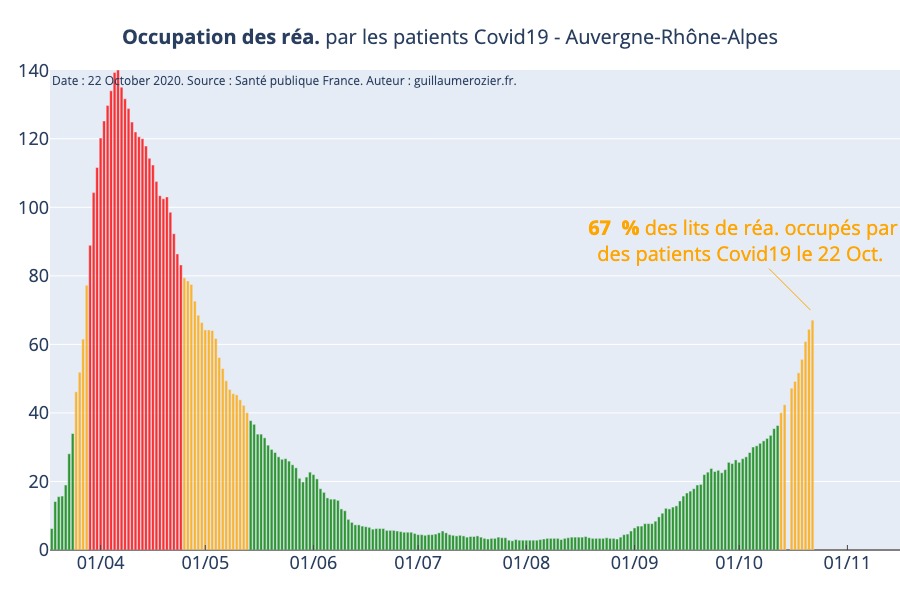 Occupation des réa. par les patients Covid19 - Auvergne-Rhône-Alpes
140
Date : 22 October 2020. Source : Santé publique France. Auteur : guillaumerozier.fr.
120
100
67 % des lits de réa. occupés par
des patients Covid19 le 22 Oct.
80
60
40
20
0
01/04 01/05 01/06 01/07 01/08 01/09 01/10 01/11